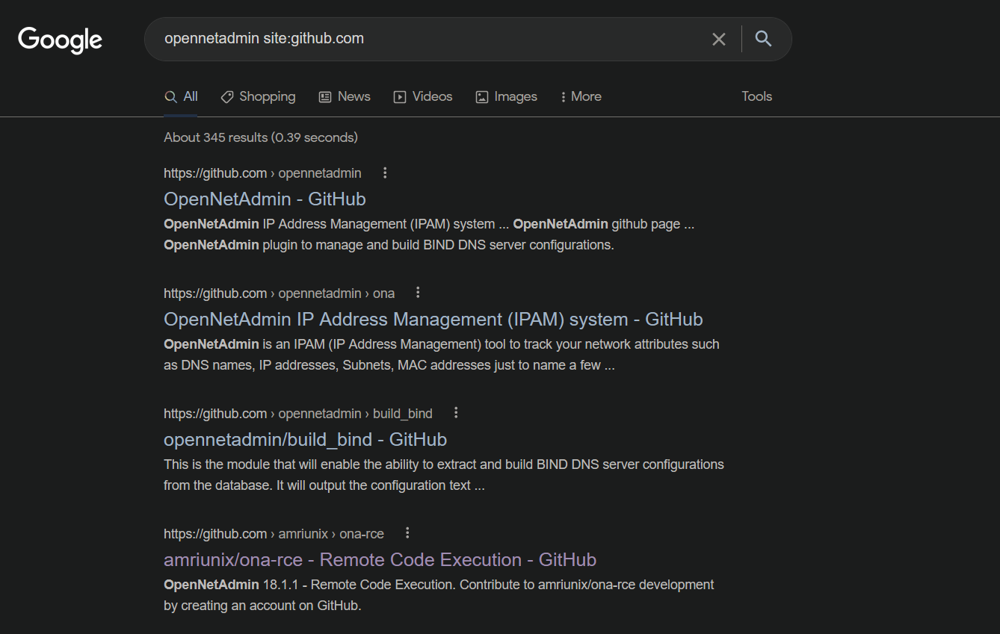 Google
opennetadmin site:github.com
All Shopping News Videos Images More Tools
About 345 results (0.39 seconds)
https://github.com › opennetadmin
OpenNetAdmin - GitHub
OpenNetAdmin IP Address Management (IPAM) system ... OpenNetAdmin github page ...
OpenNetAdmin plugin to manage and build BIND DNS server configurations.
https://github.com › opennetadmin › ona
OpenNetAdmin IP Address Management (IPAM) system - GitHub
OpenNetAdmin is an IPAM (IP Address Management) tool to track your network attributes such
as DNS names, IP addresses, Subnets, MAC addresses just to name a few ...
https://github.com › opennetadmin › build_bind
opennetadmin/build_bind - GitHub
This is the module that will enable the ability to extract and build BIND DNS server configurations
from the database. It will output the configuration text ...
https://github.com › amriunix › ona-rce
amriunix/ona-rce - Remote Code Execution - GitHub
OpenNetAdmin 18.1.1 - Remote Code Execution. Contribute to amriunix/ona-rce development
by creating an account on GitHub.